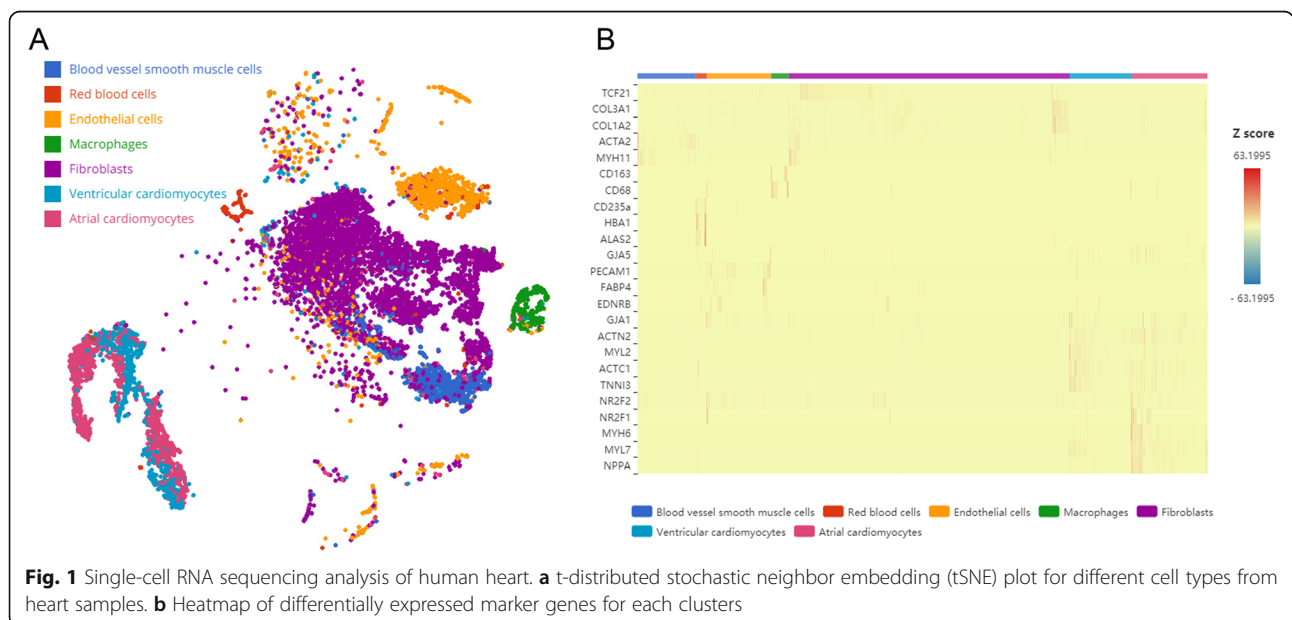 A
Blood vessel smooth muscle cells
Red blood cells
Endothelial cells
Macrophages
Fibroblasts
Ventricular cardiomyocytes
Atrial cardiomyocytes
B
TCF21
COL3A1
COL1A2
ACTA2
MYH11
CD163
CD68
CD235a
HBA1
ALAS2
GJA5
PECAM1
FABP4
EDNRB
GJA1
ACTN2
MYL2
ACTC1
TNNI3
NR2F2
NR2F1
MYH6
MYL7
NPPA
Z score
63.1995
- 63.1995
Blood vessel smooth muscle cells Red blood cells Endothelial cells Macrophages Fibroblasts
Ventricular cardiomyocytes Atrial cardiomyocytes
Fig. 1 Single-cell RNA sequencing analysis of human heart. a t-distributed stochastic neighbor embedding (tSNE) plot for different cell types from
heart samples. b Heatmap of differentially expressed marker genes for each clusters